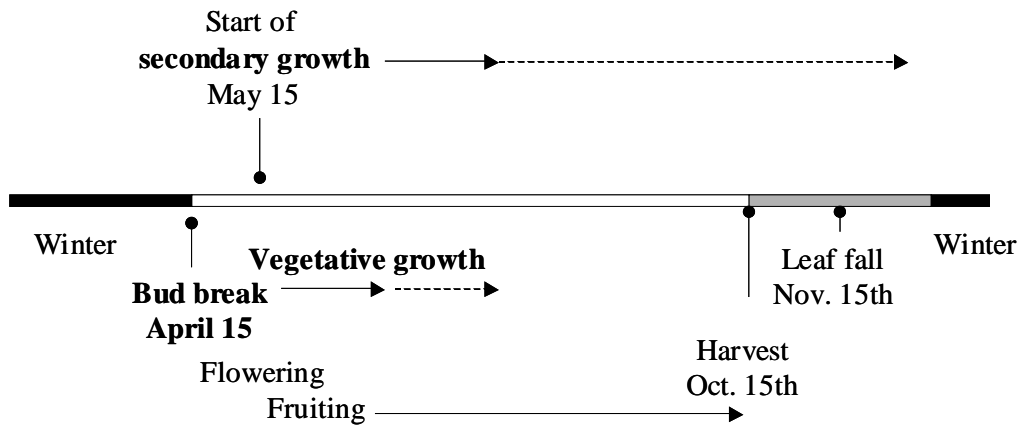 Start of
secondary growth
May 15
Winter
Vegetative growth
Bud break
April 15
Leaf fall
Nov. 15th
Winter
Harvest
Oct. 15th
Flowering
Fruiting